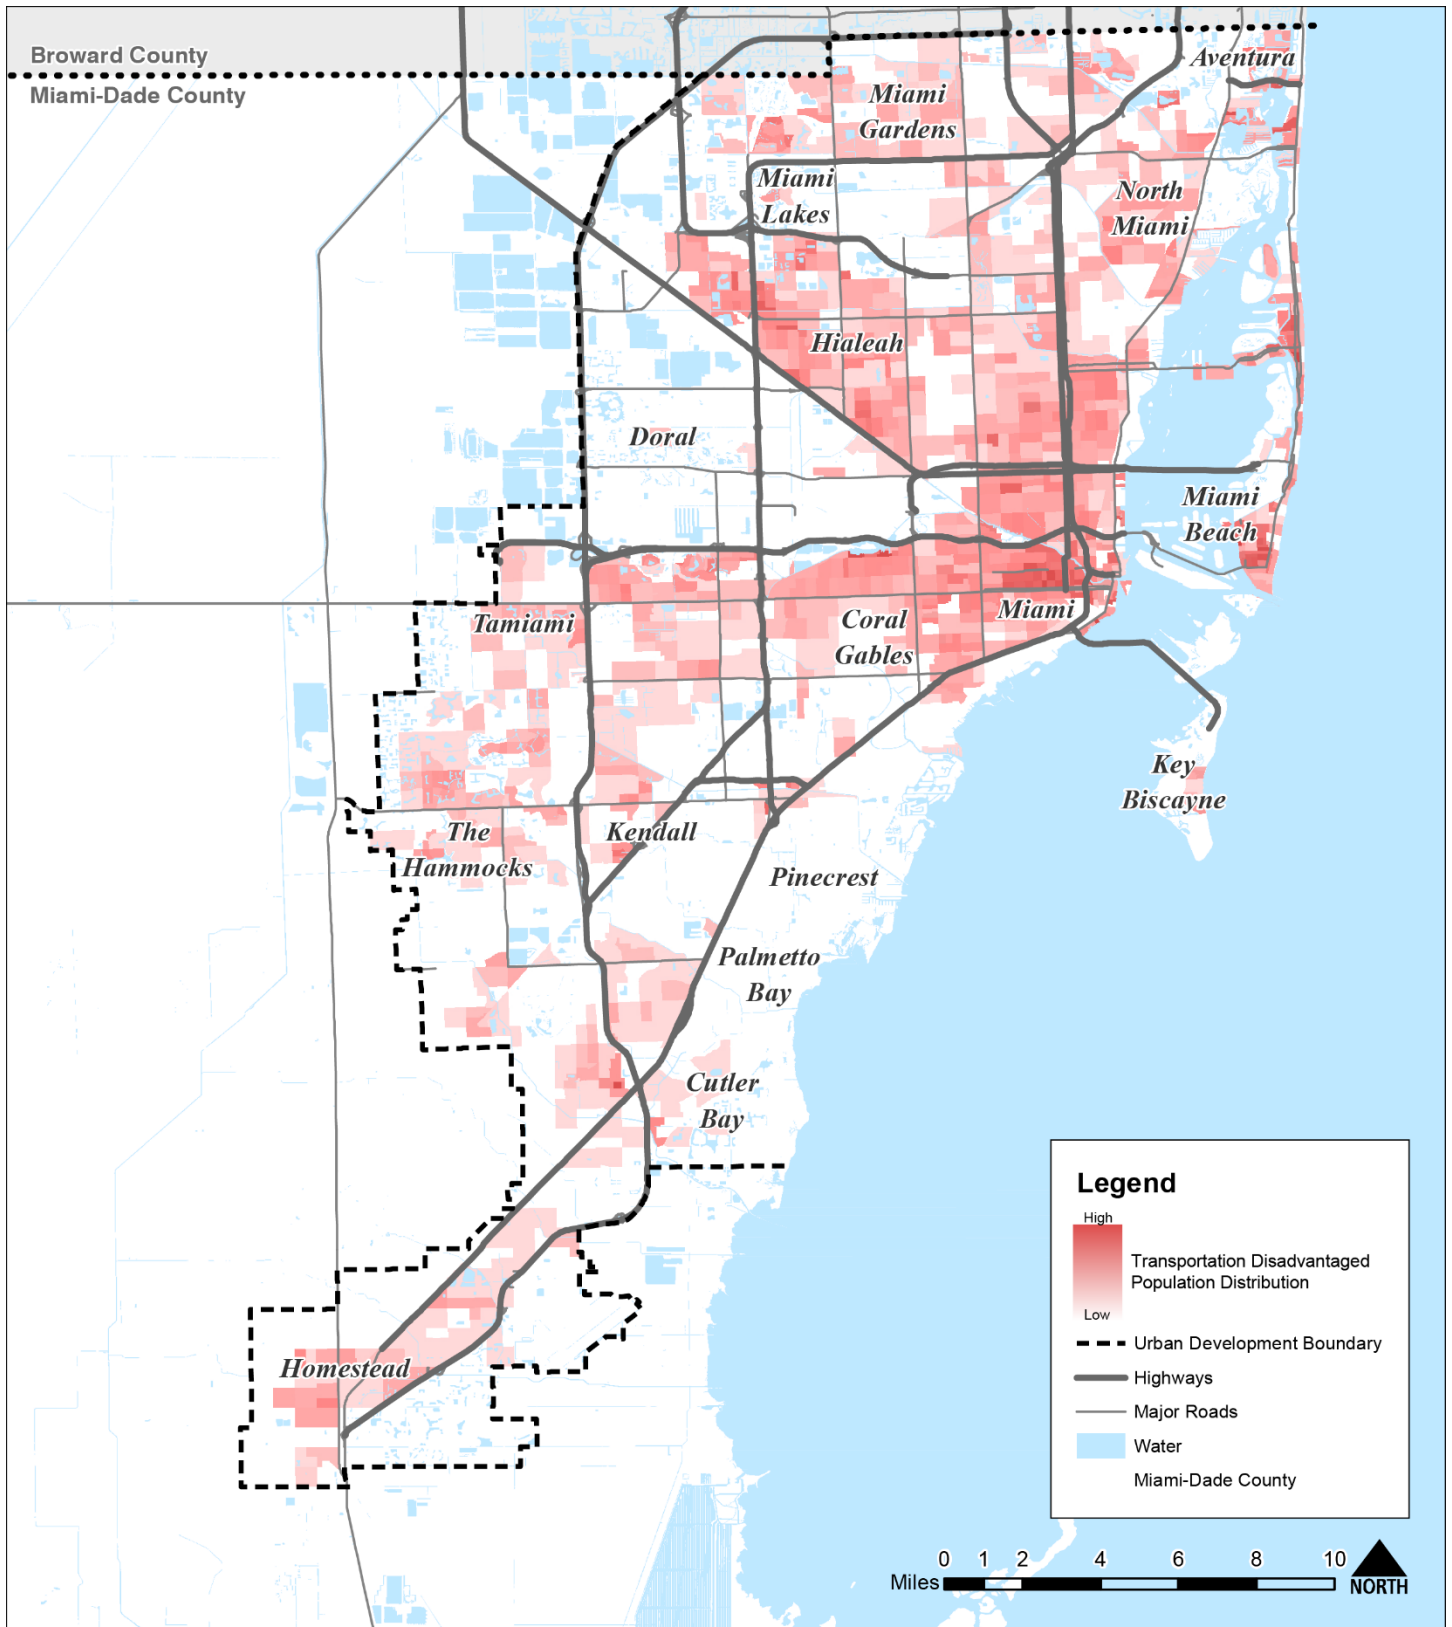 Broward County
Miami-Dade County
Aventura
Miami
Gardens
Miami
Lakes
North
Miami
Hialeah
Doral
Miami
Beach
Tamiami
Coral
Gables
Miami
Key
Biscayne
The
Hammocks
Kendall
Pinecrest
Palmetto
Bay
Cutler
Bay
Homestead
Legend
High
Transportation Disadvantaged
Population Distribution
Low
Urban Development Boundary
Highways
Major Roads
Water
Miami-Dade County
0 1 2 4 6 8 10
Miles
NORTH